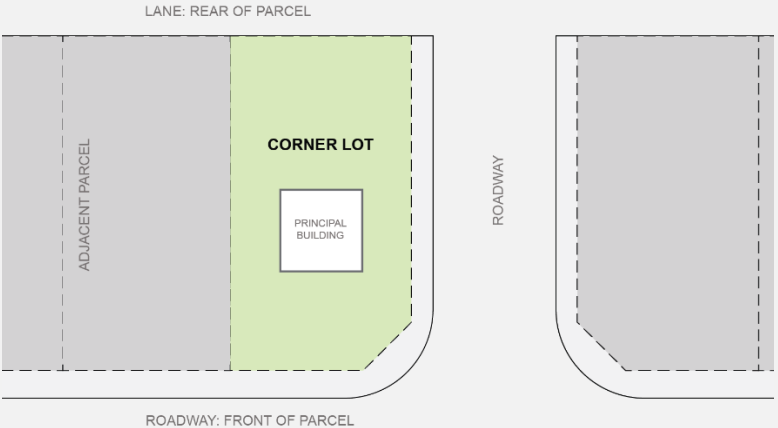 LANE: REAR OF PARCEL
CORNER LOT
ADJACENT PARCEL
PRINCIPAL
BUILDING
ROADWAY
ROADWAY: FRONT OF PARCEL